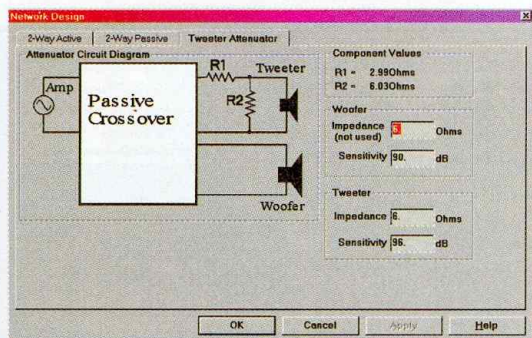 Network Design
2-Way Active
2-Way Passive
Tweeter Attenuator
Attenuator Circuit Diagram
R1
Tweeter
Amp
R2
Passive
Crossover
Woofer
Component Values
R1 = 2.99Ohms
R2 = 6.03Ohms
Woofer
Impedance 6. Ohms
(not used)
Sensitivity 90. dB
Tweeter
Impedance 6. Ohms
Sensitivity 96. dB
OK
Cancel
Apply
Help